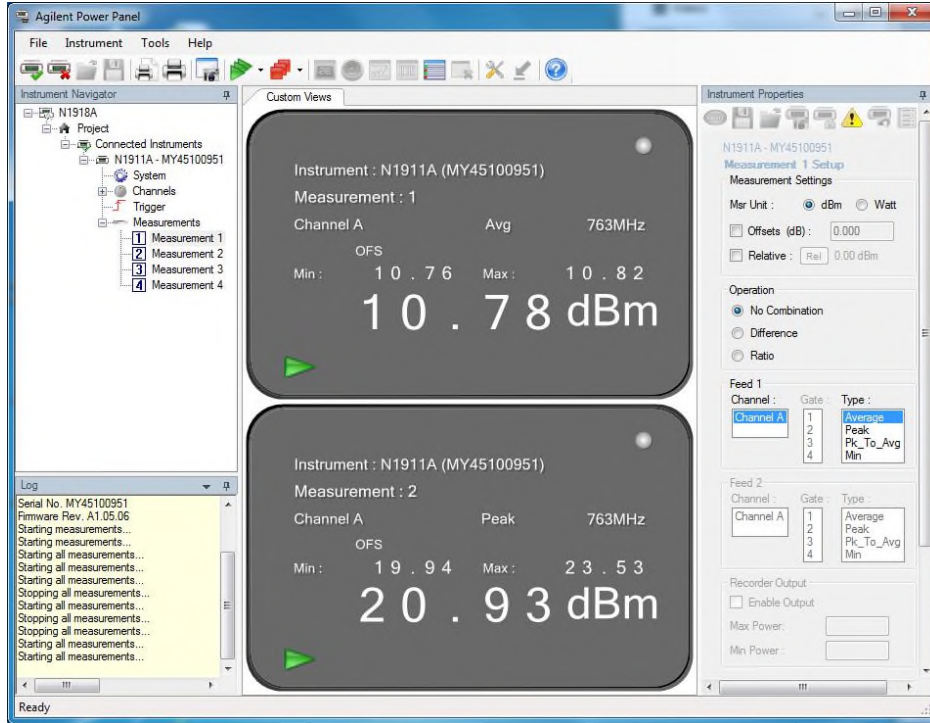 Agilent Power Panel
File Instrument Tools Help
Instrument Navigator
N1918A
Project
Connected Instruments
N1911A - MY45100951
System
Channels
Trigger
Measurements
1 Measurement 1
2 Measurement 2
3 Measurement 3
4 Measurement 4
Log
Serial No. MY45100951
Firmware Rev. A1.05.06
Starting measurements...
Starting measurements...
Starting all measurements...
Starting all measurements...
Starting all measurements...
Stopping all measurements...
Starting all measurements...
Stopping all measurements...
Stopping all measurements...
Starting all measurements...
Starting all measurements...
Ready
Custom Views
Instrument : N1911A (MY45100951)
Measurement : 1
Channel A Avg 763MHz
OFS
Min : 10.76 Max : 10.82
10.78 dBm
Instrument : N1911A (MY45100951)
Measurement : 2
Channel A Peak 763MHz
OFS
Min : 19.94 Max : 23.53
20.93 dBm
Instrument Properties
N1911A - MY45100951
Measurement 1 Setup
Measurement Settings
Msr Unit : dBm Watt
Offsets (dB) : 0.000
Relative : Rel 0.00 dBm
Operation
No Combination
Difference
Ratio
Feed 1
Channel : Gate : Type :
Channel A 1 Average
2 Peak
3 Pk_To_Avg
4 Min
Feed 2
Channel : Gate : Type :
Channel A 1 Average
2 Peak
3 Pk_To_Avg
4 Min
Recorder Output
Enable Output
Max Power:
Min Power :